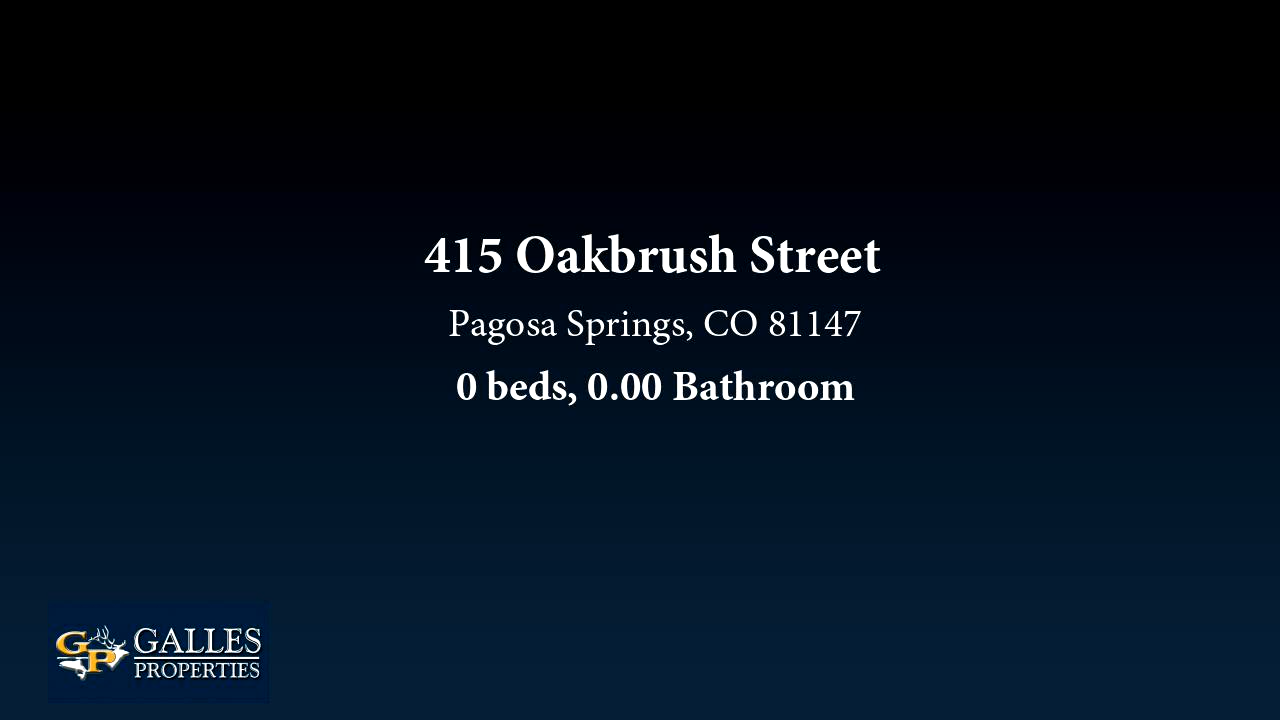 415 Oakbrush Street
Pagosa Springs, CO 81147
0 beds, 0.00 Bathroom
GP GALLES
PROPERTIES